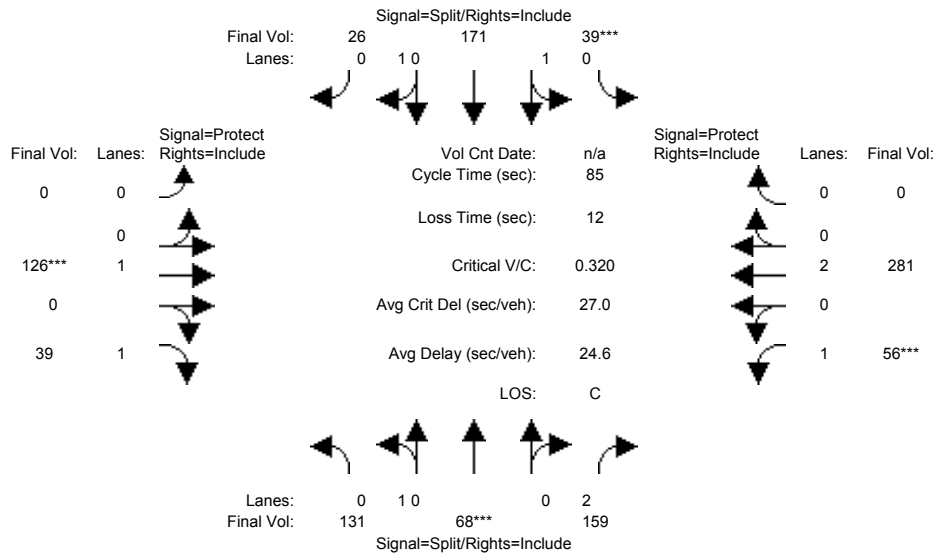 Signal=Split/Rights=Include
Final Vol: 26 171 39***
Lanes: 0 1 0 1 0
Signal=Protect Signal=Protect
Final Vol: Lanes: Rights=Include Vol Cnt Date: n/a Rights=Include Lanes: Final Vol:
Cycle Time (sec): 85
0 0 0 0
Loss Time (sec): 12
0 0
126*** 1 Critical V/C: 0.320 2 281
0 Avg Crit Del (sec/veh): 27.0 0
39 1 Avg Delay (sec/veh): 24.6 1 56***
LOS: C
Lanes: 0 1 0 0 2
Final Vol: 131 68*** 159
Signal=Split/Rights=Include